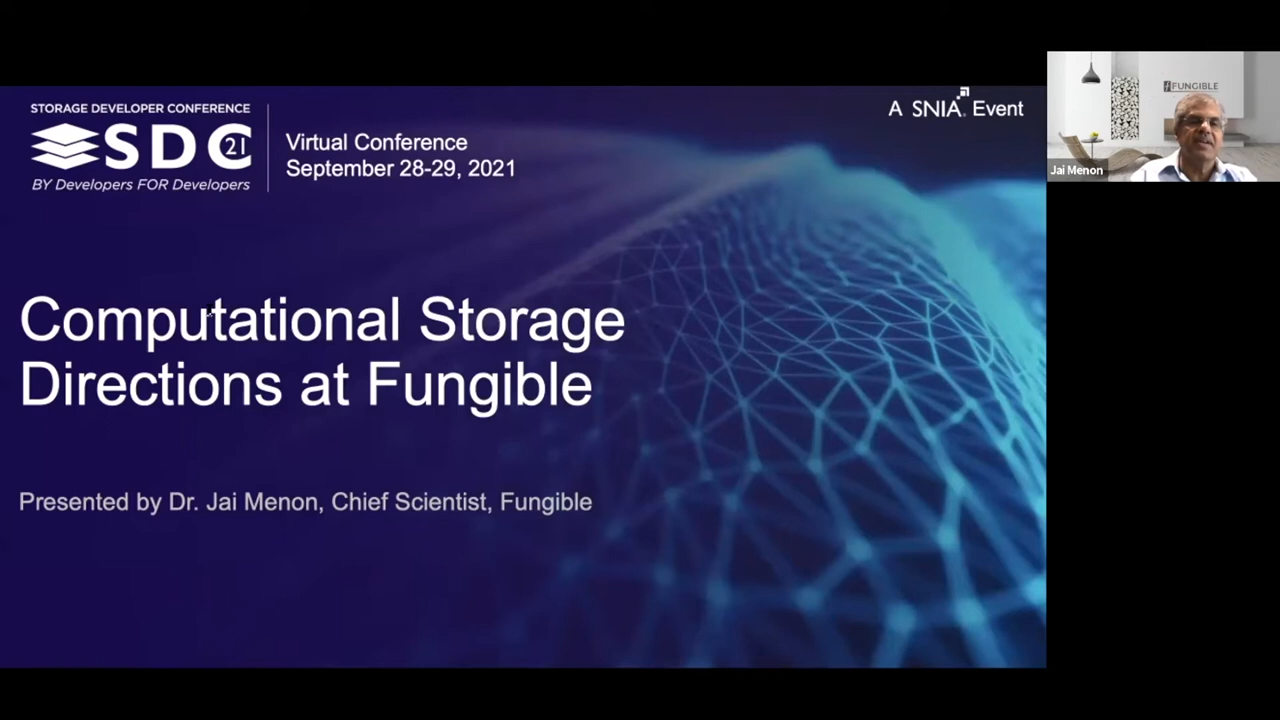 STORAGE DEVELOPER CONFERENCE
SDC 21
BY Developers FOR Developers
Virtual Conference
September 28-29, 2021
A SNIA. Event
FUNGIBLE
Jai Menon
Computational Storage
Directions at Fungible
Presented by Dr. Jai Menon, Chief Scientist, Fungible